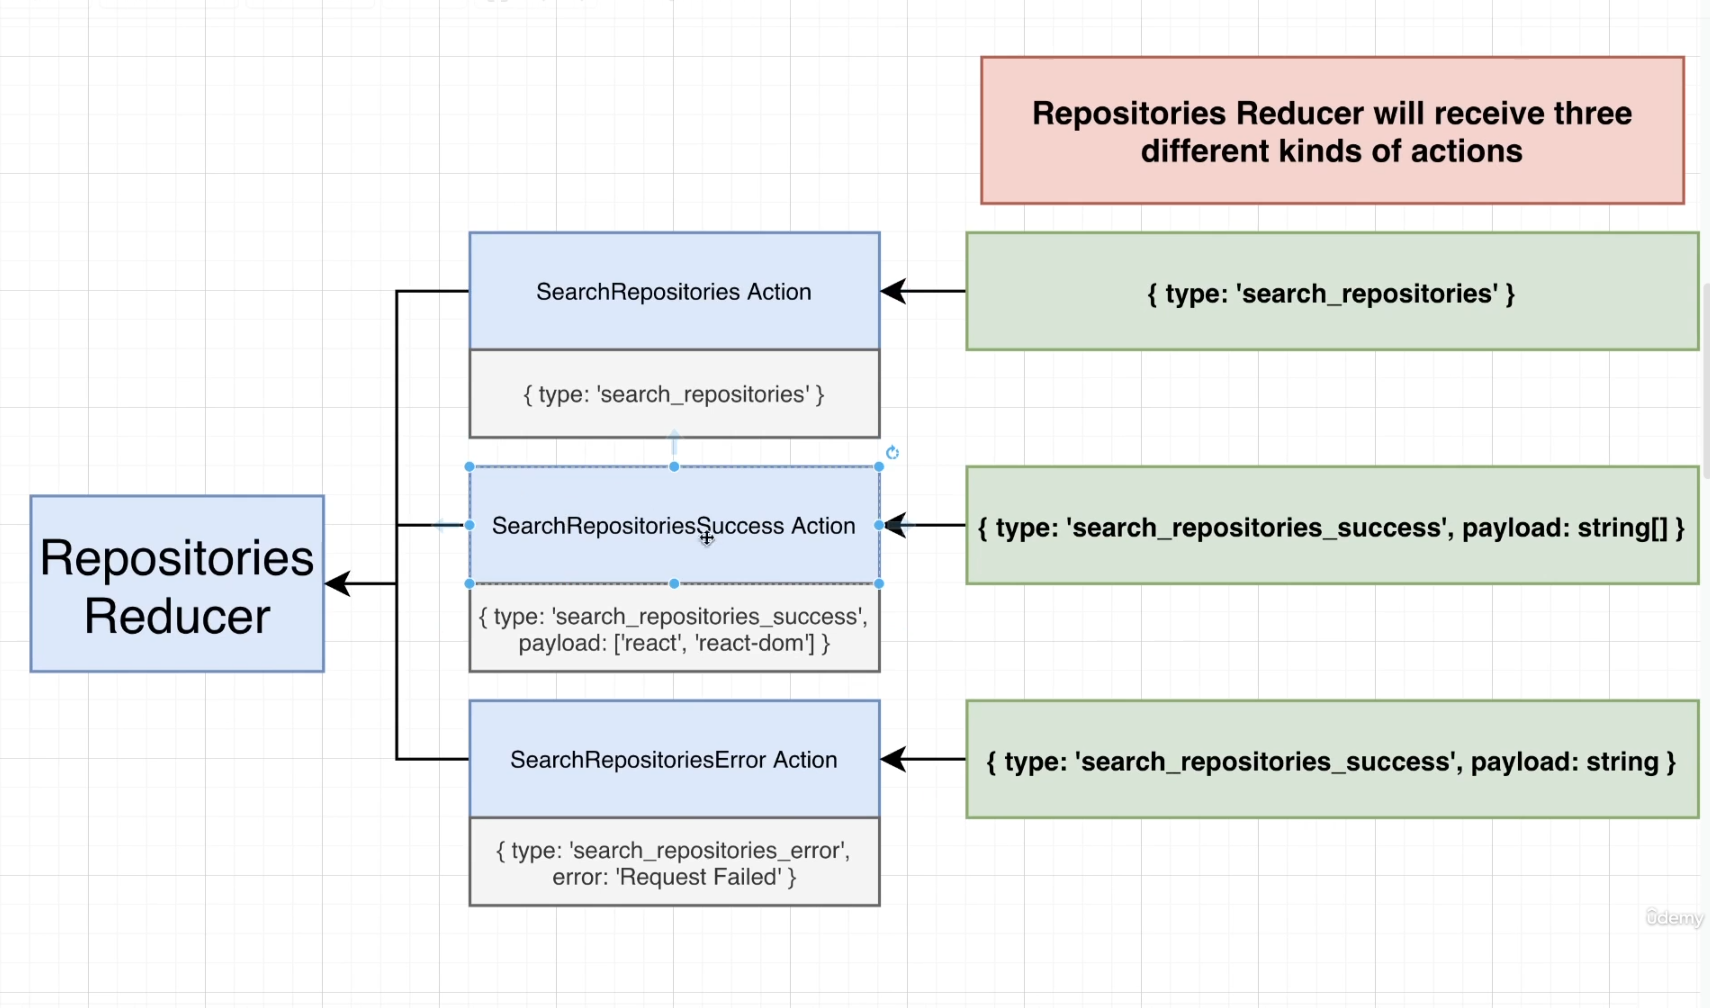 Repositories Reducer will receive three
different kinds of actions
SearchRepositories Action
{ type: 'search_repositories' }
{ type: 'search_repositories' }
SearchRepositoriesSuccess Action
{ type: 'search_repositories_success', payload: string[] }
{ type: 'search_repositories_success',
payload: ['react', 'react-dom'] }
Repositories
Reducer
SearchRepositoriesError Action
{ type: 'search_repositories_success', payload: string }
{ type: 'search_repositories_error',
error: 'Request Failed' }
ûdemy